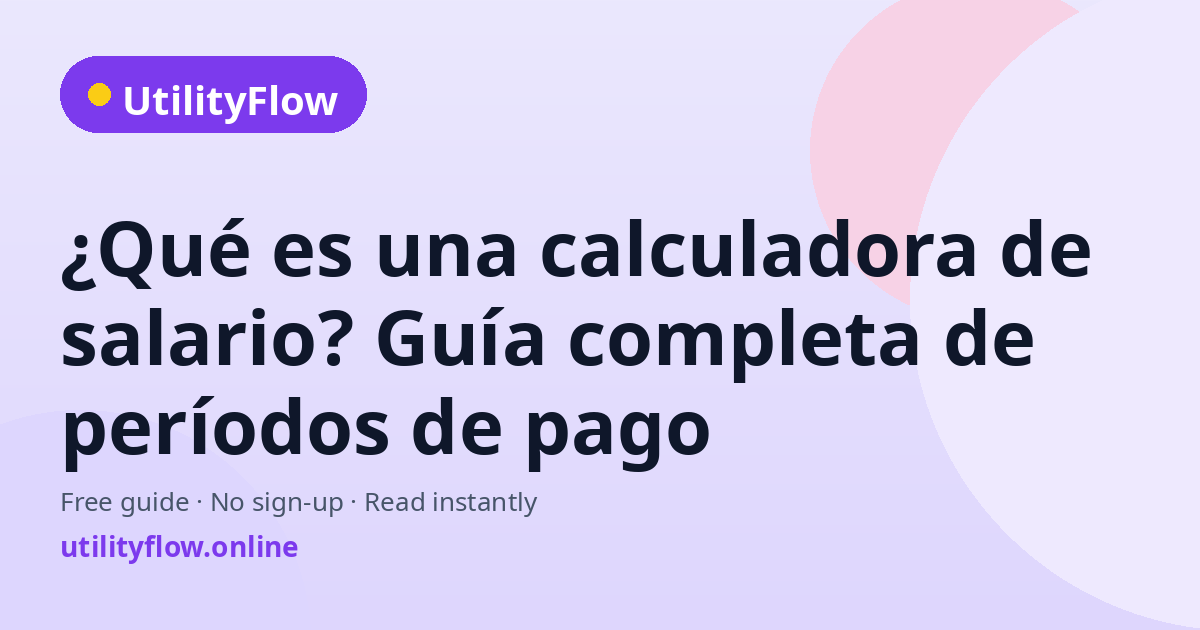 UtilityFlow
¿Qué es una calculadora de
salario? Guía completa de
períodos de pago
Free guide · No sign-up · Read instantly
utilityflow.online